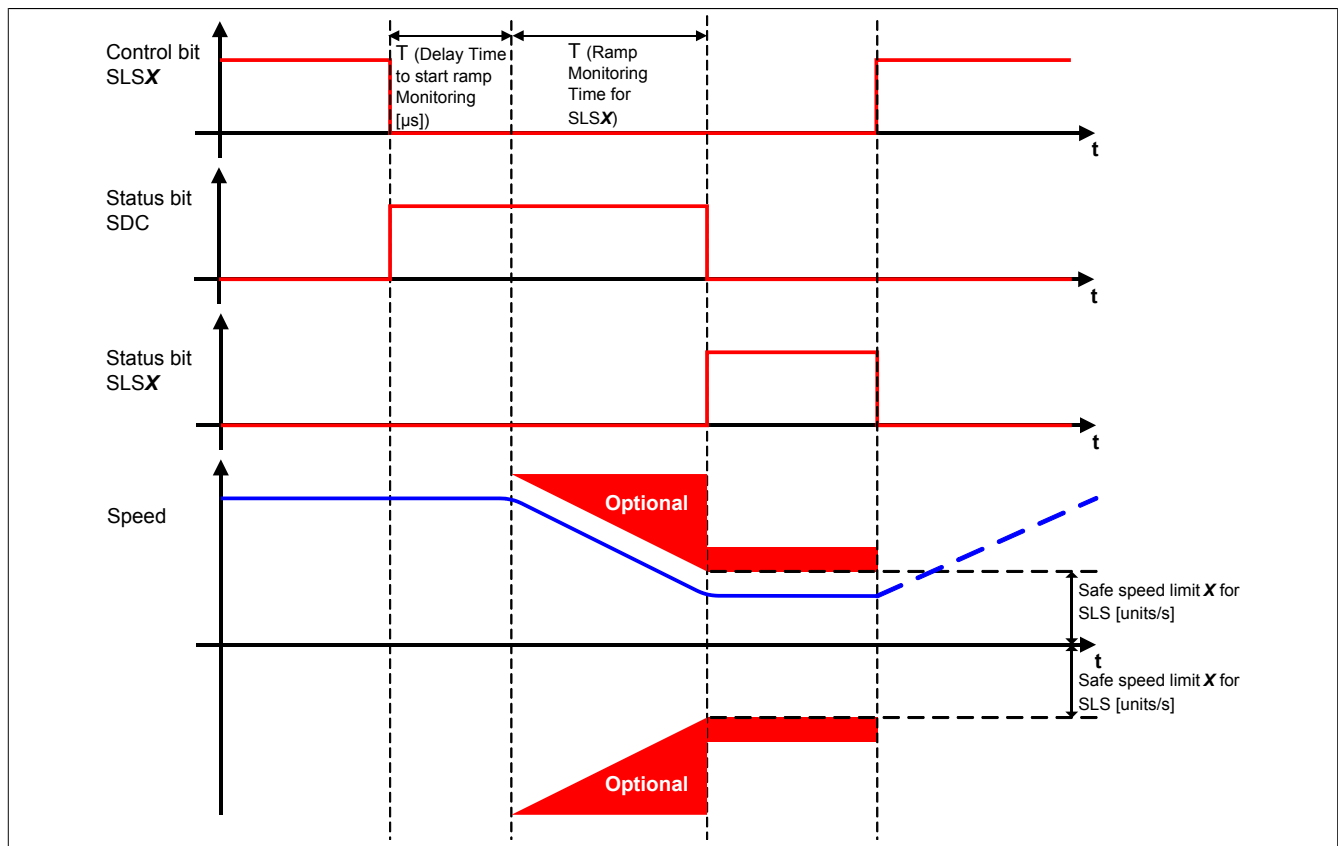 Control bit
SLSX
T (Delay Time
to start ramp
Monitoring
[µs])
T (Ramp
Monitoring
Time for
SLSX)
t
Status bit
SDC
t
Status bit
SLSX
t
Speed
Optional
Safe speed limit X for
SLS [units/s]
t
Safe speed limit X for
SLS [units/s]
Optional